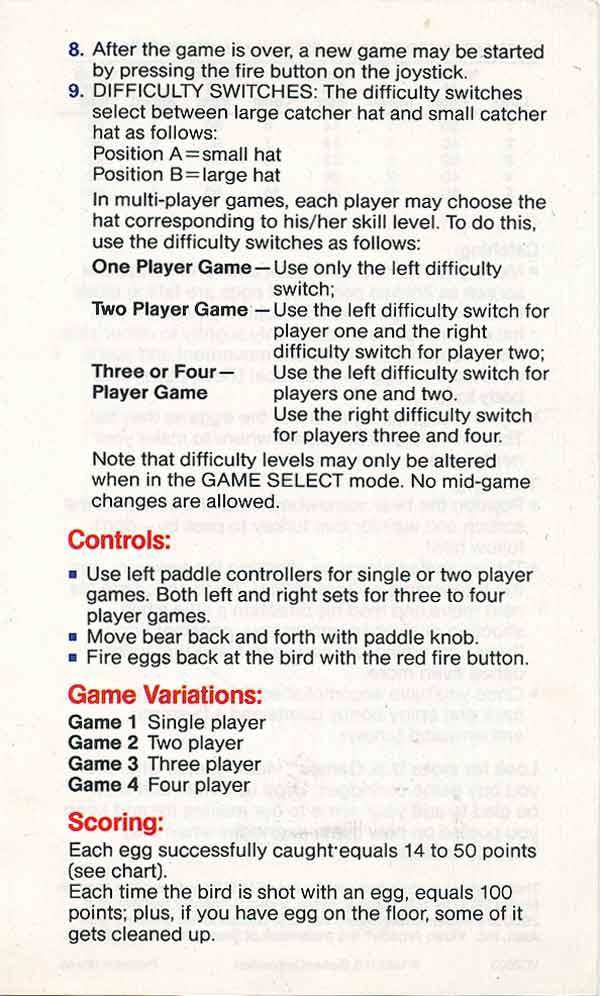 8. After the game is over, a new game may be started
by pressing the fire button on the joystick.
9. DIFFICULTY SWITCHES: The difficulty switches
select between large catcher hat and small catcher
hat as follows:
Position A=small hat
Position B=large hat
In multi-player games, each player may choose the
hat corresponding to his/her skill level. To do this,
use the difficulty switches as follows:
One Player Game—Use only the left difficulty
switch;
Two Player Game —Use the left difficulty switch for
player one and the right
difficulty switch for player two;
Three or Four— Use the left difficulty switch for
Player Game players one and two.
Use the right difficulty switch
for players three and four.
Note that difficulty levels may only be altered
when in the GAME SELECT mode. No mid-game
changes are allowed.
Controls:
▪ Use left paddle controllers for single or two player
games. Both left and right sets for three to four
player games.
▪ Move bear back and forth with paddle knob.
▪ Fire eggs back at the bird with the red fire button.
Game Variations:
Game 1 Single player
Game 2 Two player
Game 3 Three player
Game 4 Four player
Scoring:
Each egg successfully caught equals 14 to 50 points
(see chart).
Each time the bird is shot with an egg, equals 100
points; plus, if you have egg on the floor, some of it
gets cleaned up.